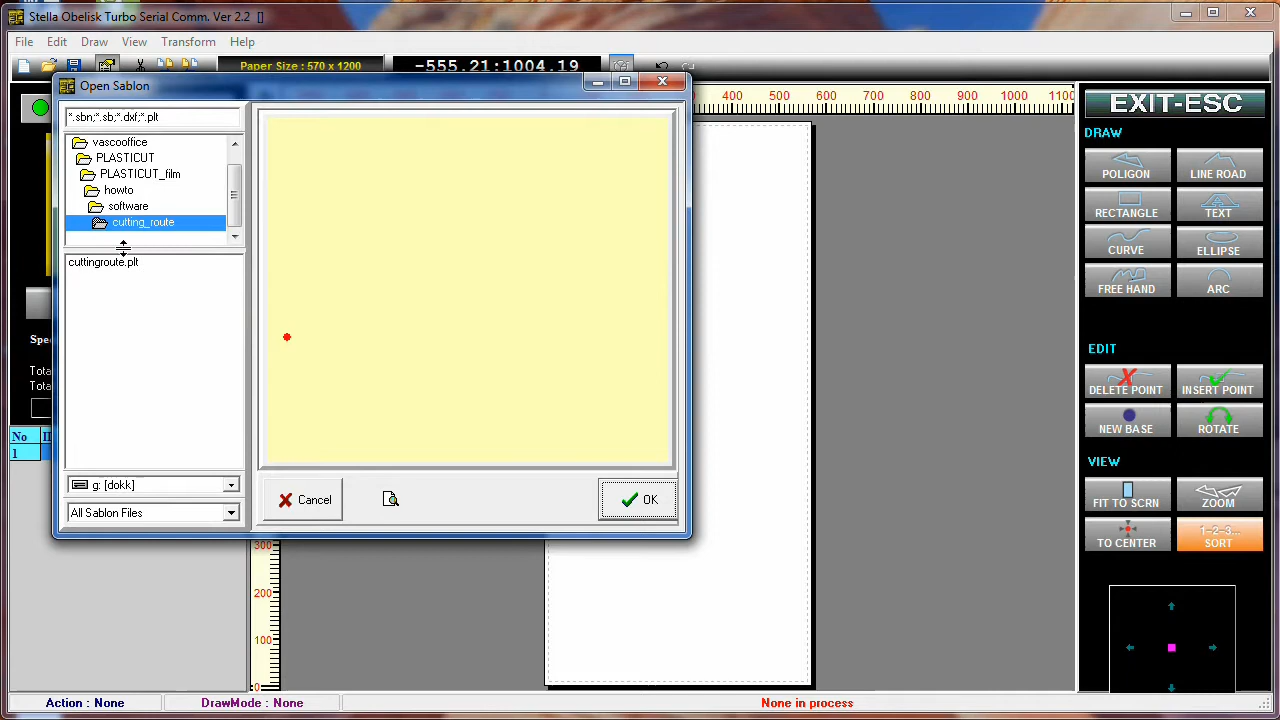 Stella Obelisk Turbo Serial Comm. Ver 2.2 []
File Edit Draw View Transform Help
Paper Size : 570 x 1200
-555.21:1004.19
Open Sablon
*.sbn;*.sb;*.dxf;*.plt
vascooffice
PLASTICUT
PLASTICUT_film
howto
software
cutting_route
cuttingroute.plt
g: [dokk]
All Sablon Files
Cancel
OK
No
1
400 500 600 700 800 900 1000 1100
300
200
100
0
EXIT-ESC
DRAW
POLIGON LINE ROAD
RECTANGLE TEXT
CURVE ELLIPSE
FREE HAND ARC
EDIT
DELETE POINT INSERT POINT
NEW BASE ROTATE
VIEW
FIT TO SCRN ZOOM
1-2-3...
TO CENTER SORT
Action : None DrawMode : None None in process